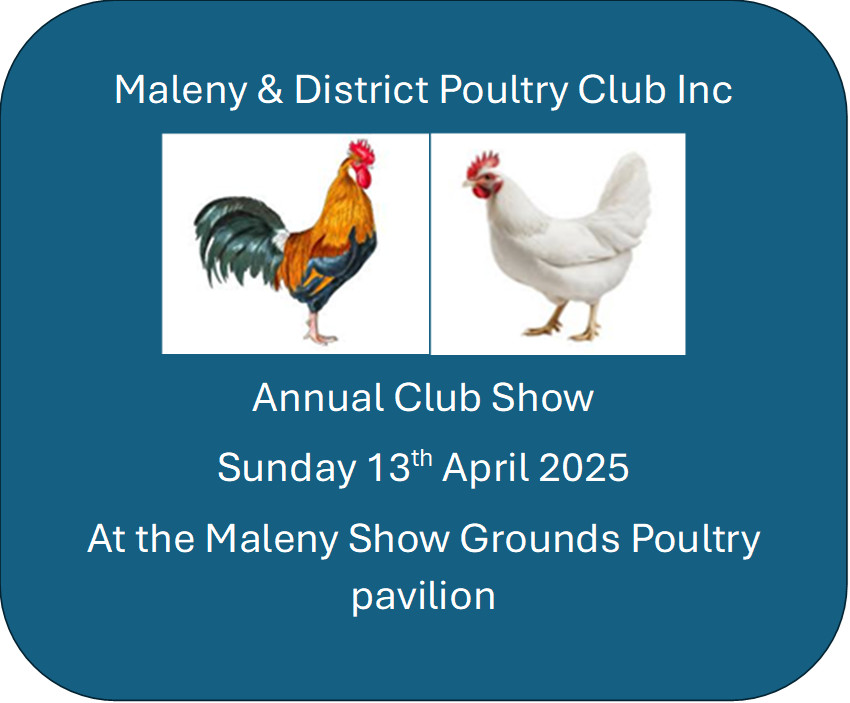 Maleny & District Poultry Club Inc
Annual Club Show
Sunday 13th April 2025
At the Maleny Show Grounds Poultry
pavilion